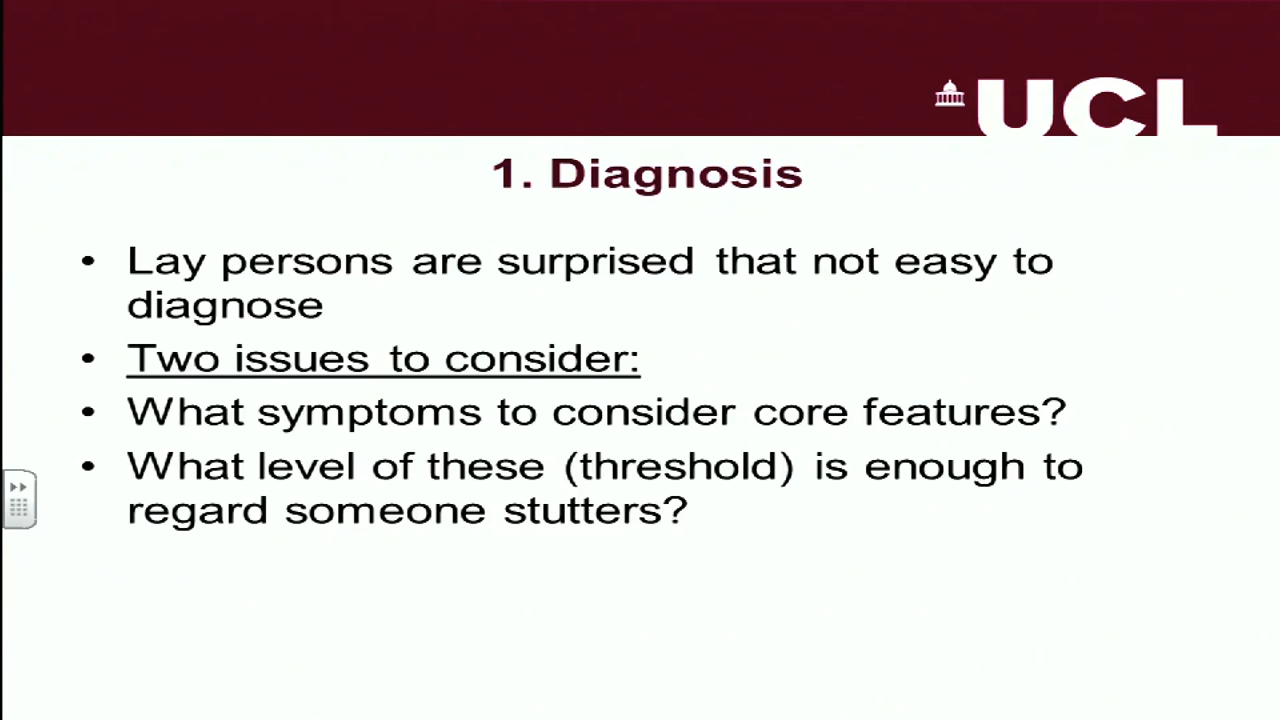 UCL
1. Diagnosis
• Lay persons are surprised that not easy to
diagnose
• Two issues to consider:
• What symptoms to consider core features?
• What level of these (threshold) is enough to
regard someone stutters?